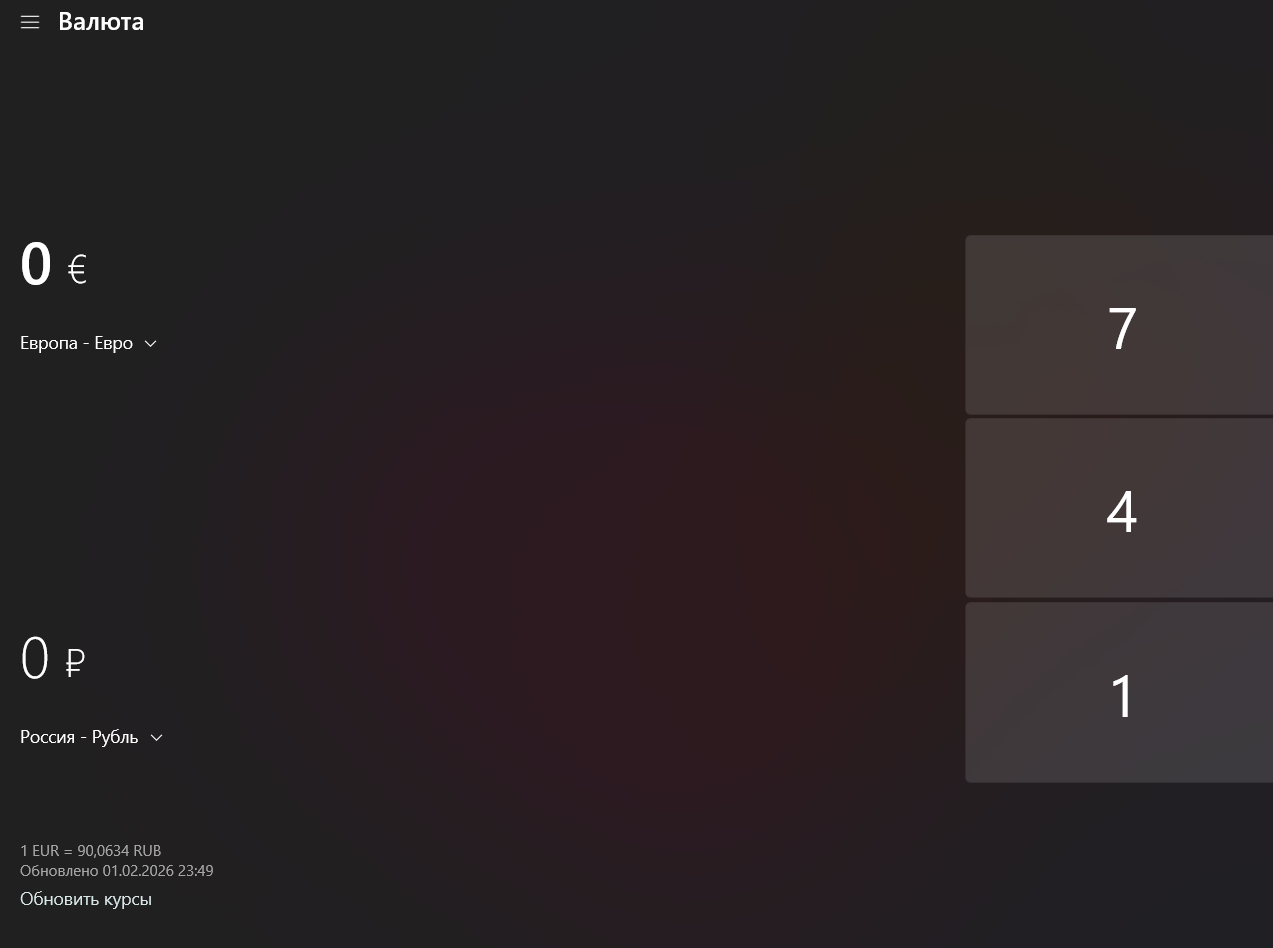 Валюта
0 €
Европа - Евро
7
4
0 ₽
1
Россия - Рубль
1 EUR = 90,0634 RUB
Обновлено 01.02.2026 23:49
Обновить курсы